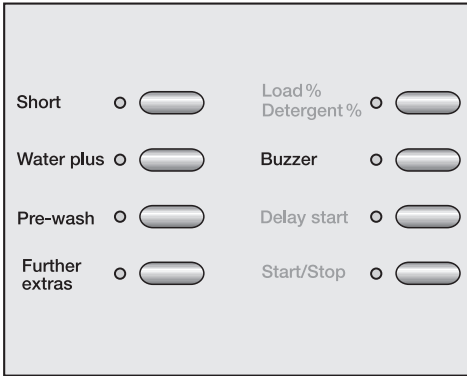 Short
Water plus
Pre-wash
Further
extras
Load %
Detergent %
Buzzer
Delay start
Start/Stop